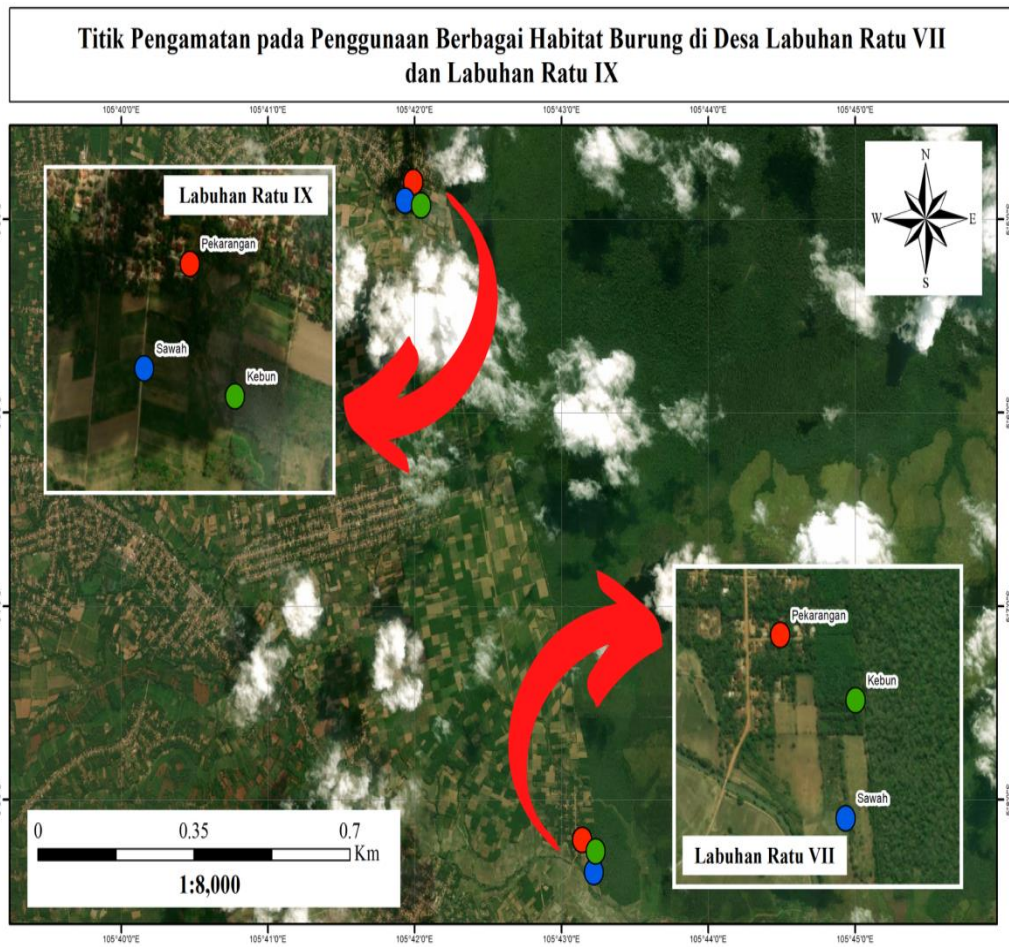 Titik Pengamatan pada Penggunaan Berbagai Habitat Burung di Desa Labuhan Ratu VII
dan Labuhan Ratu IX
105°40'0"E 105°41'0"E 105°42'0"E 105°43'0"E 105°44'0"E 105°45'0"E
Labuhan Ratu IX
Pekarangan
Sawah
Kebun
N
W E
S
Pekarangan
Kebun
Sawah
Labuhan Ratu VII
0 0.35 0.7
Km
1:8,000
105°40'0"E 105°41'0"E 105°42'0"E 105°43'0"E 105°44'0"E 105°45'0"E